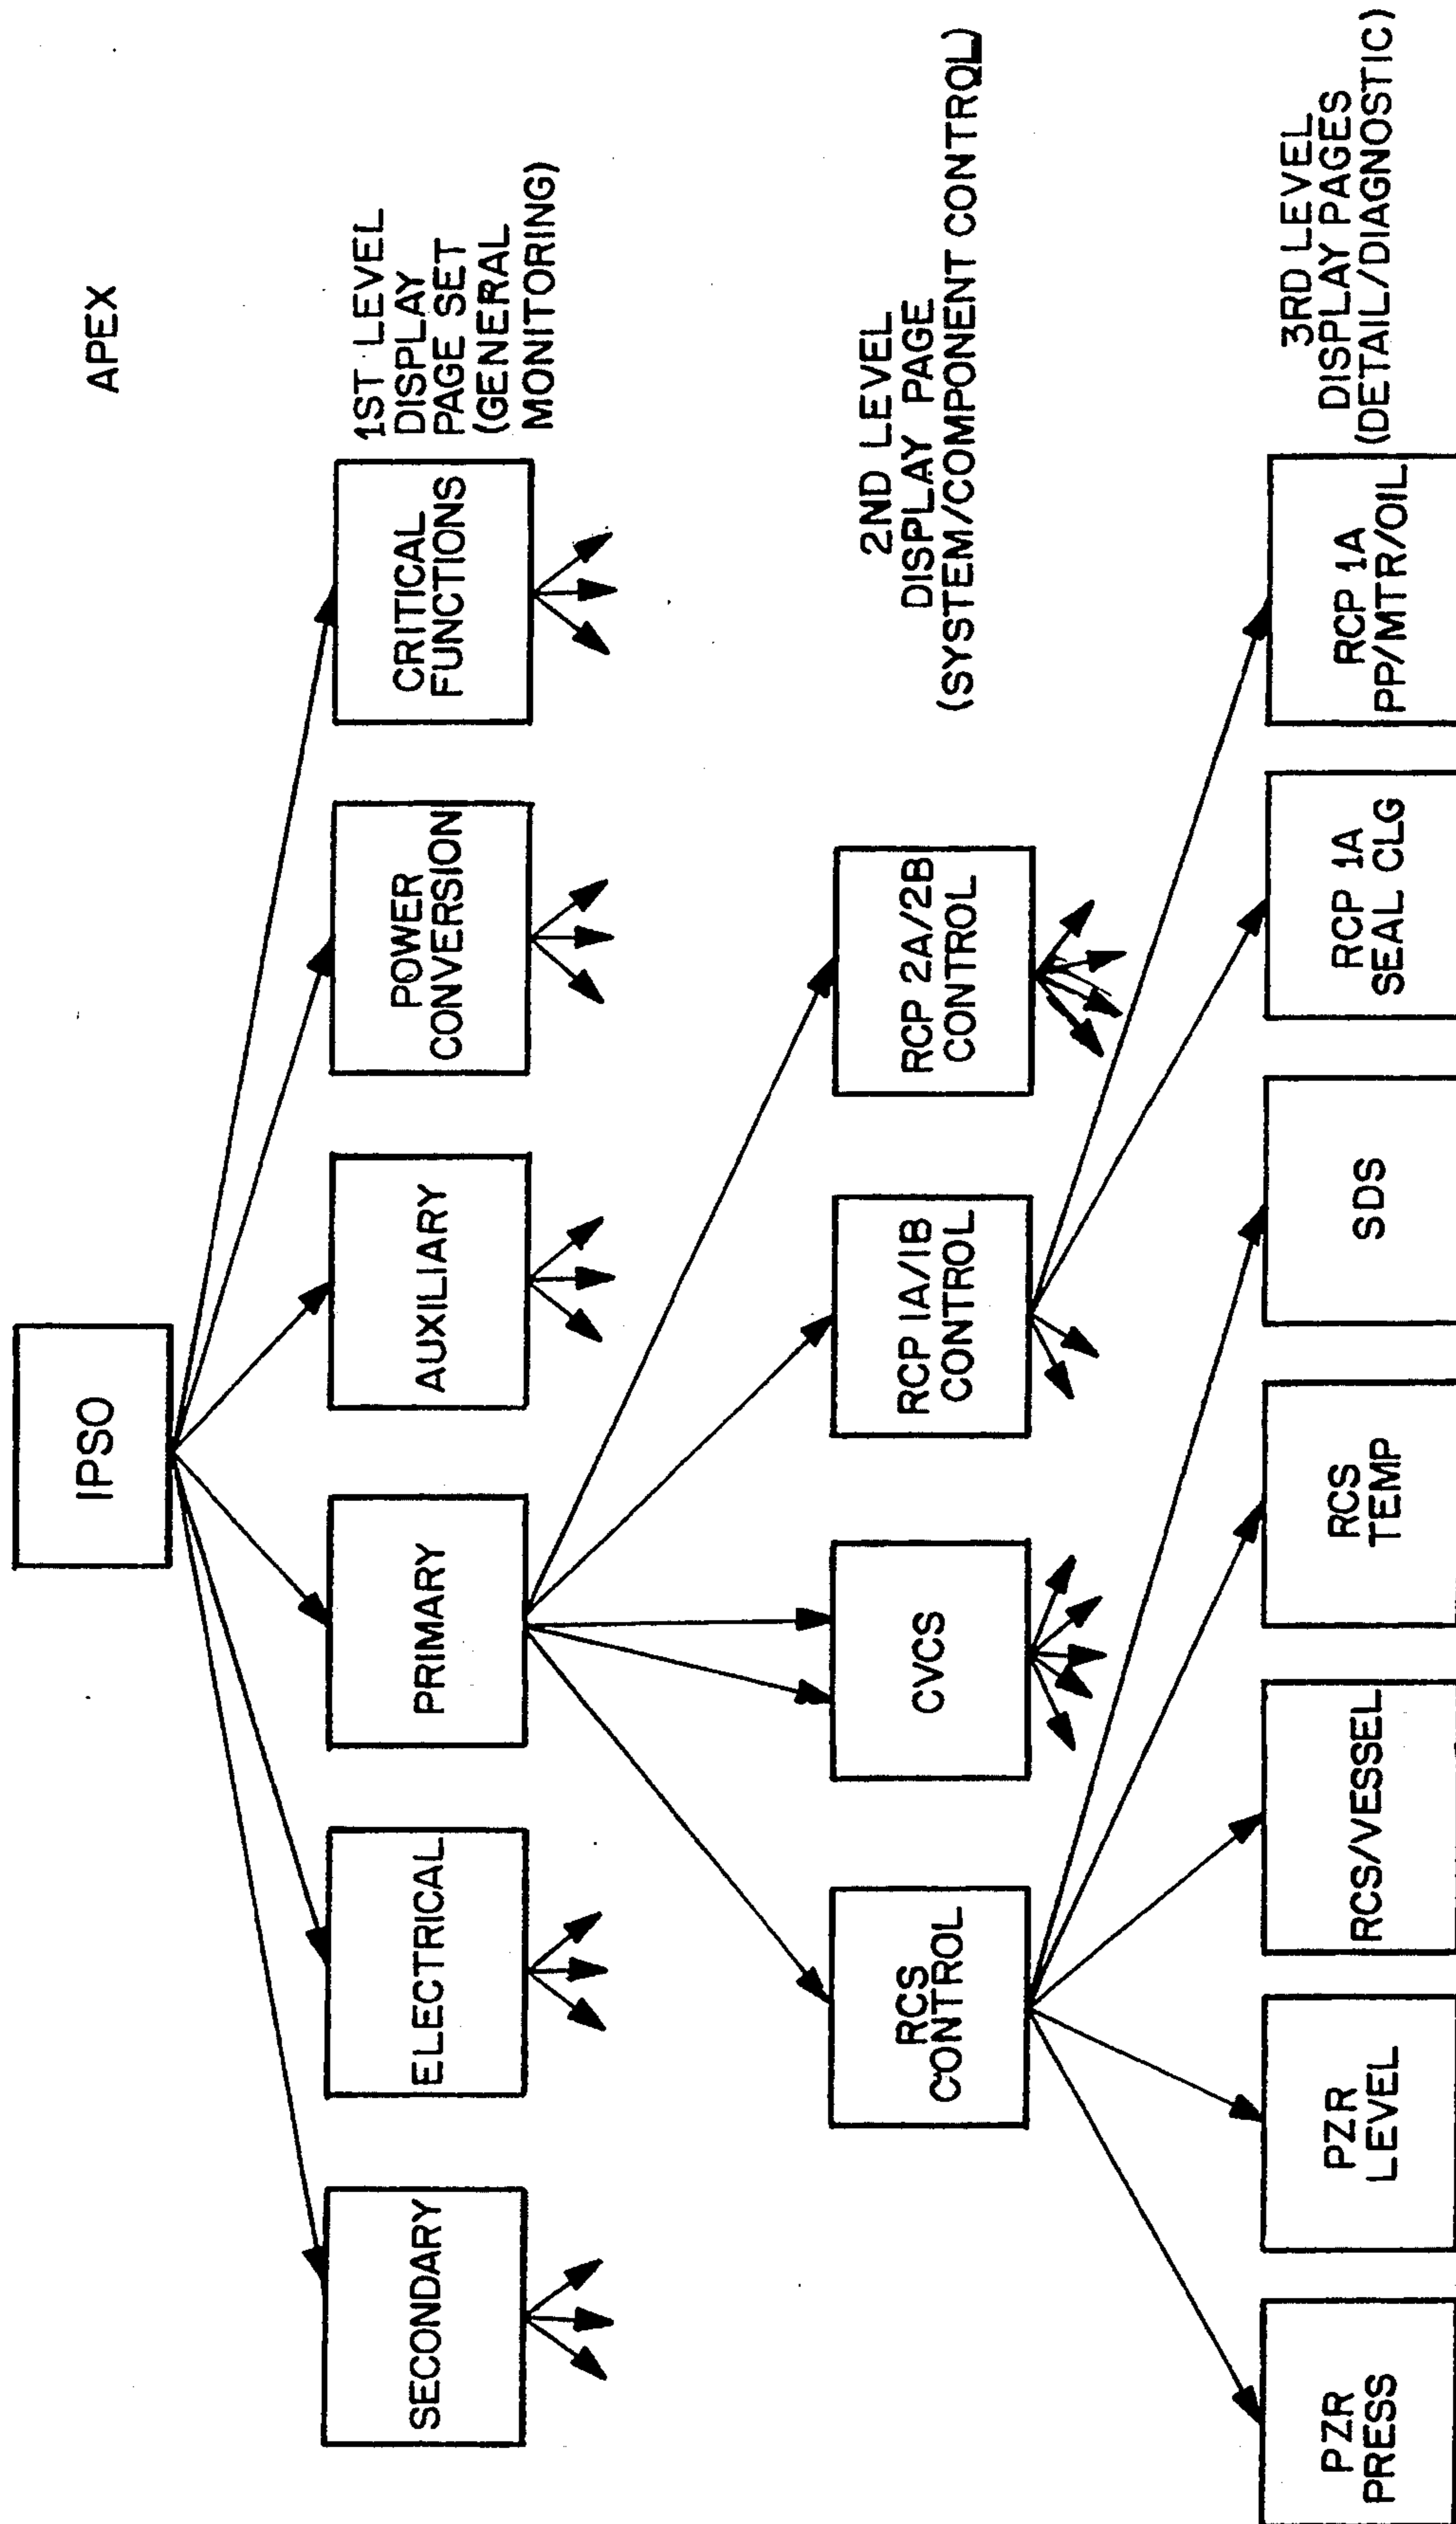 IPSO
APEX
SECONDARY
ELECTRICAL
PRIMARY
AUXILIARY
POWER
CONVERSION
CRITICAL
FUNCTIONS
1ST LEVEL
DISPLAY
PAGE SET
(GENERAL
MONITORING)
RCS
CONTROL
CVCS
RCP 1A/1B
CONTROL
RCP 2A/2B
CONTROL
2ND LEVEL
DISPLAY PAGE
(SYSTEM/COMPONENT CONTROL)
PZR
PRESS
PZR
LEVEL
RCS/VESSEL
RCS
TEMP
SDS
RCP 1A
SEAL CLG
RCP 1A
PP/MTR/OIL
3RD LEVEL
DISPLAY PAGES
(DETAIL/DIAGNOSTIC)